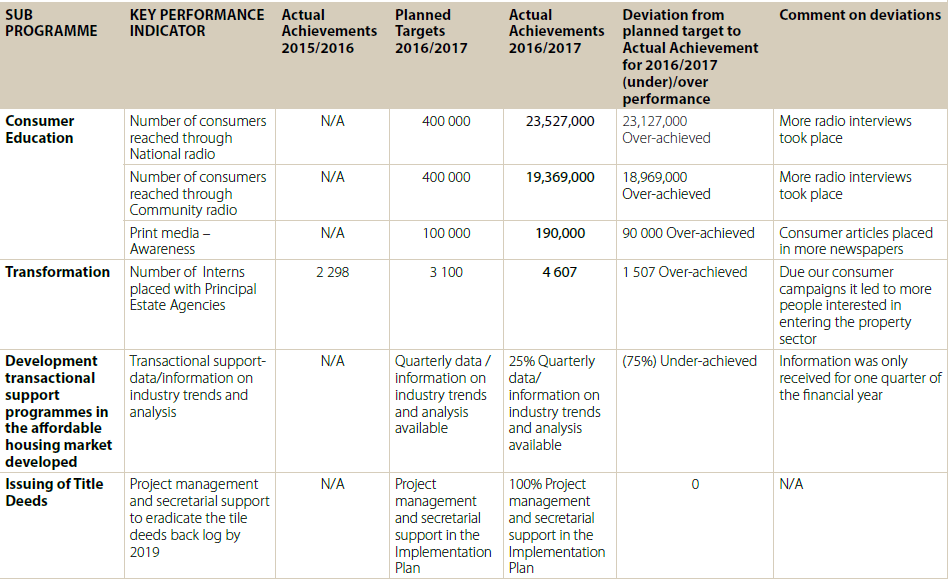 SUB PROGRAMME
KEY PERFORMANCE INDICATOR
Actual Achievements 2015/2016
Planned Targets 2016/2017
Actual Achievements 2016/2017
Deviation from planned target to Actual Achievement for 2016/2017 (under)/over performance
Comment on deviations
Consumer Education
Number of consumers reached through National radio
N/A
400 000
23,527,000
23,127,000 Over-achieved
More radio interviews took place
Number of consumers reached through Community radio
N/A
400 000
19,369,000
18,969,000 Over-achieved
More radio interviews took place
Print media – Awareness
N/A
100 000
190,000
90 000 Over-achieved
Consumer articles placed in more newspapers
Transformation
Number of Interns placed with Principal Estate Agencies
2 298
3 100
4 607
1 507 Over-achieved
Due our consumer campaigns it led to more people interested in entering the property sector
Development transactional support programmes in the affordable housing market developed
Transactional support-data/information on industry trends and analysis
N/A
Quarterly data / information on industry trends and analysis available
25% Quarterly data/ information on industry trends and analysis available
(75%) Under-achieved
Information was only received for one quarter of the financial year
Issuing of Title Deeds
Project management and secretarial support to eradicate the tile deeds back log by 2019
N/A
Project management and secretarial support in the Implementation Plan
100% Project management and secretarial support in the Implementation Plan
0
N/A